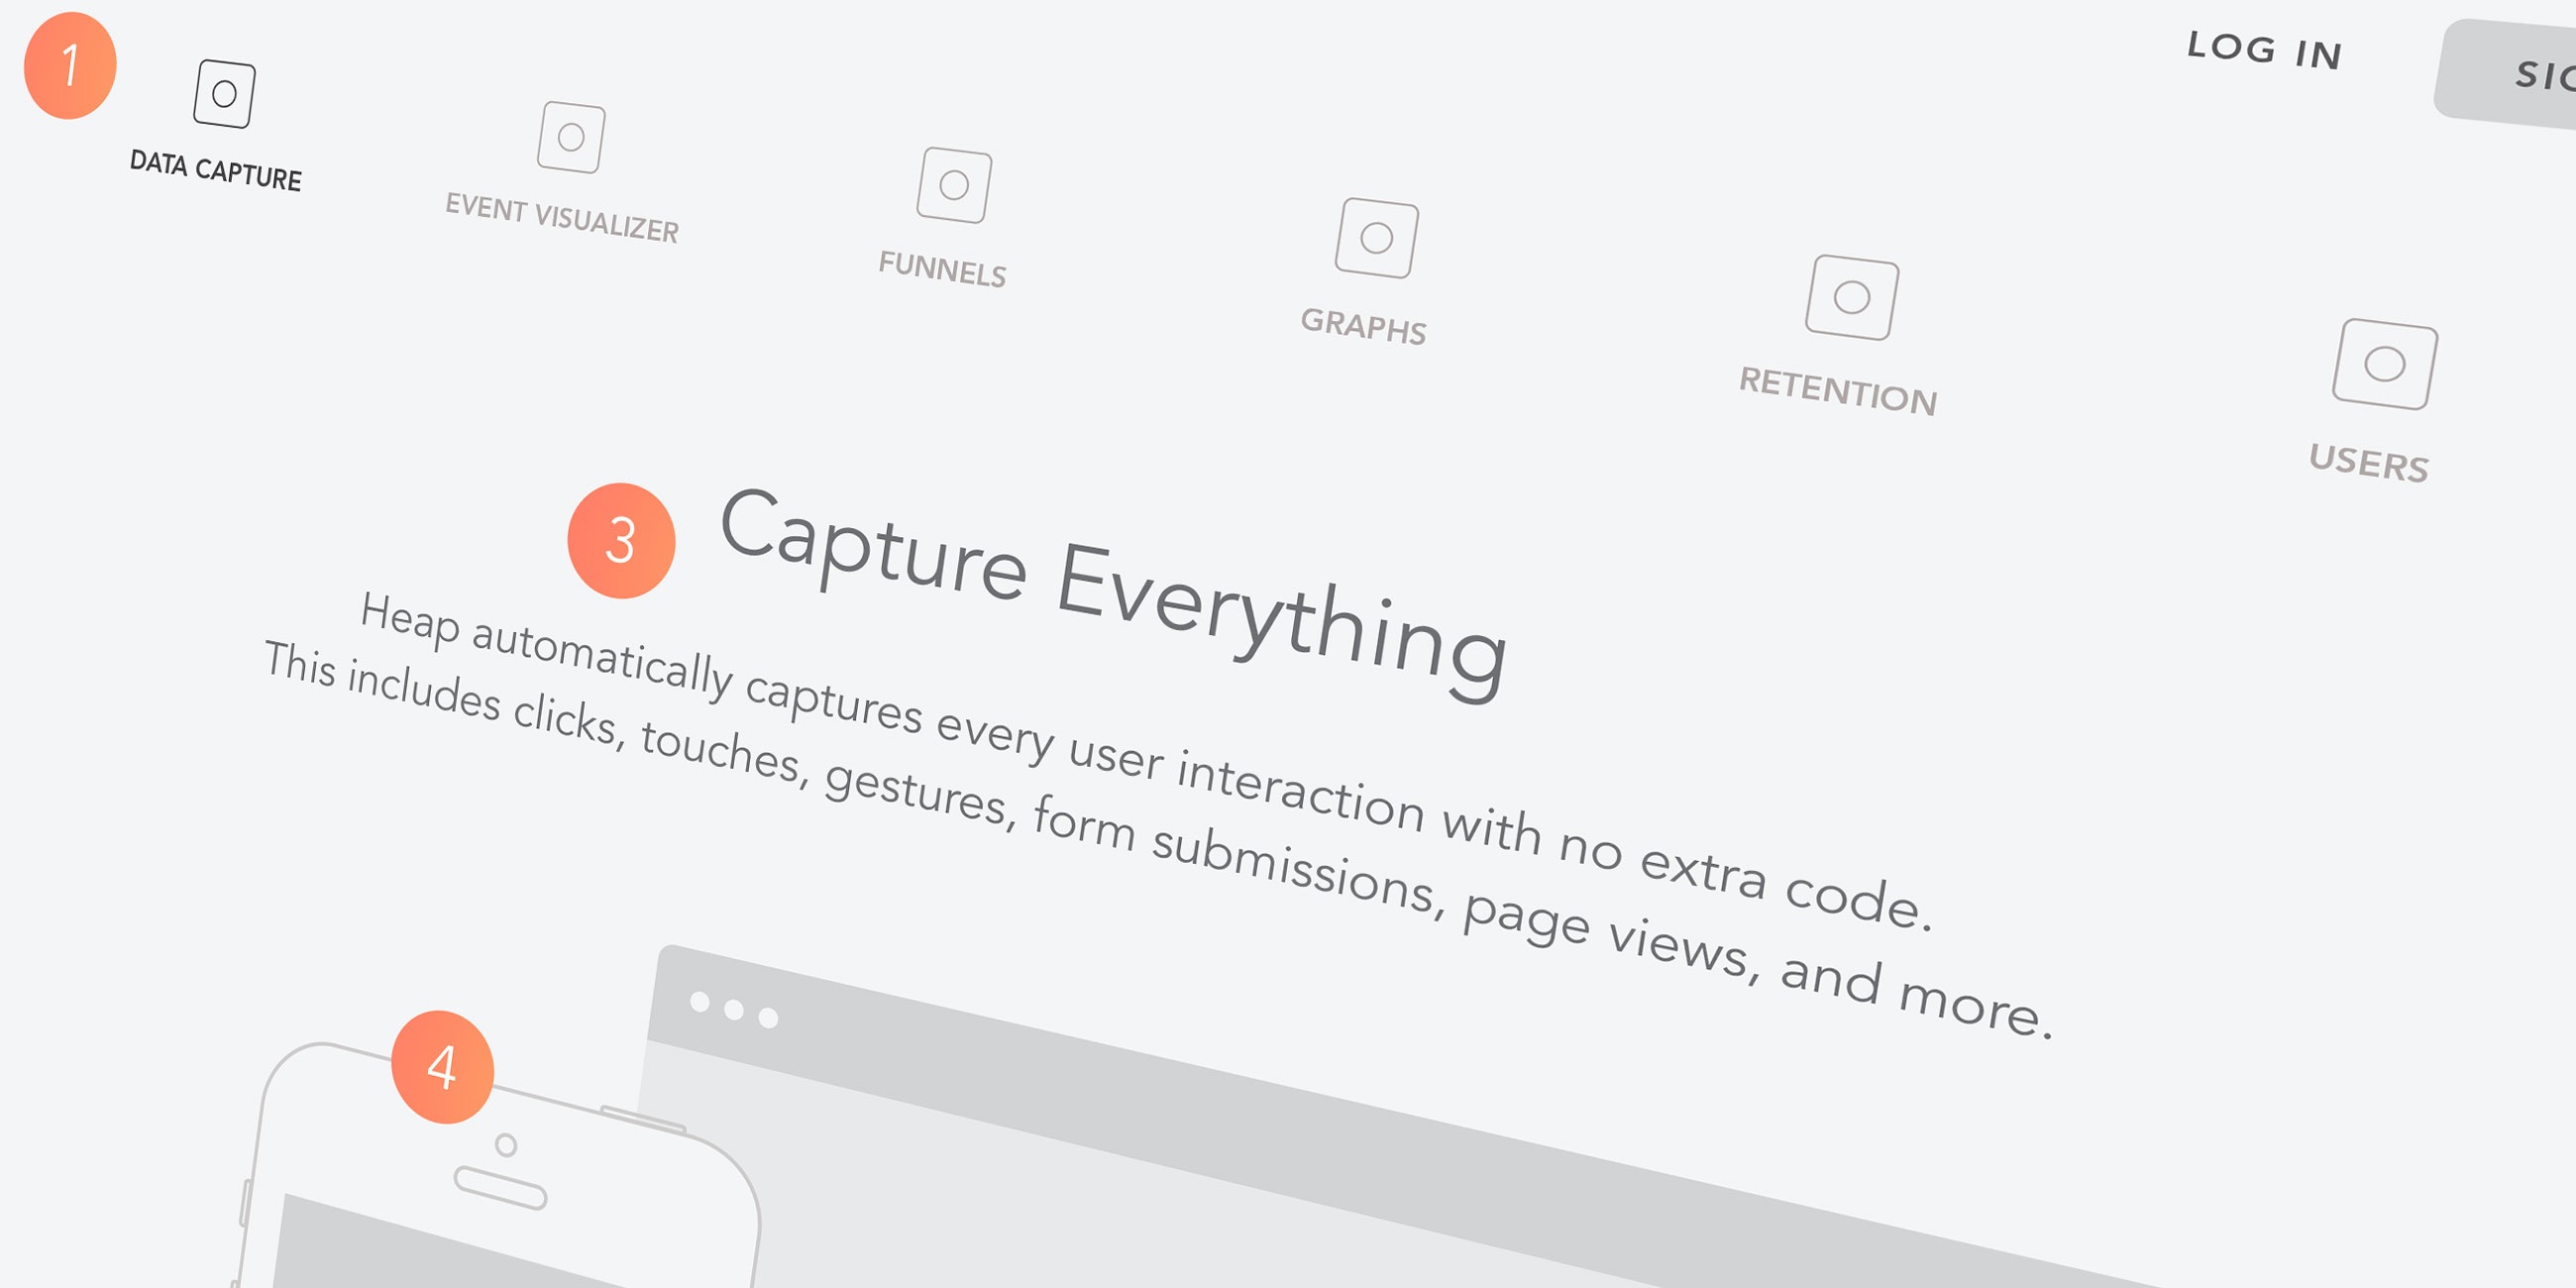 1
LOG IN
DATA CAPTURE
EVENT VISUALIZER
FUNNELS
GRAPHS
RETENTION
USERS
3
Capture Everything
Heap automatically captures every user interaction with no extra code.
This includes clicks, touches, gestures, form submissions, page views, and more.
4